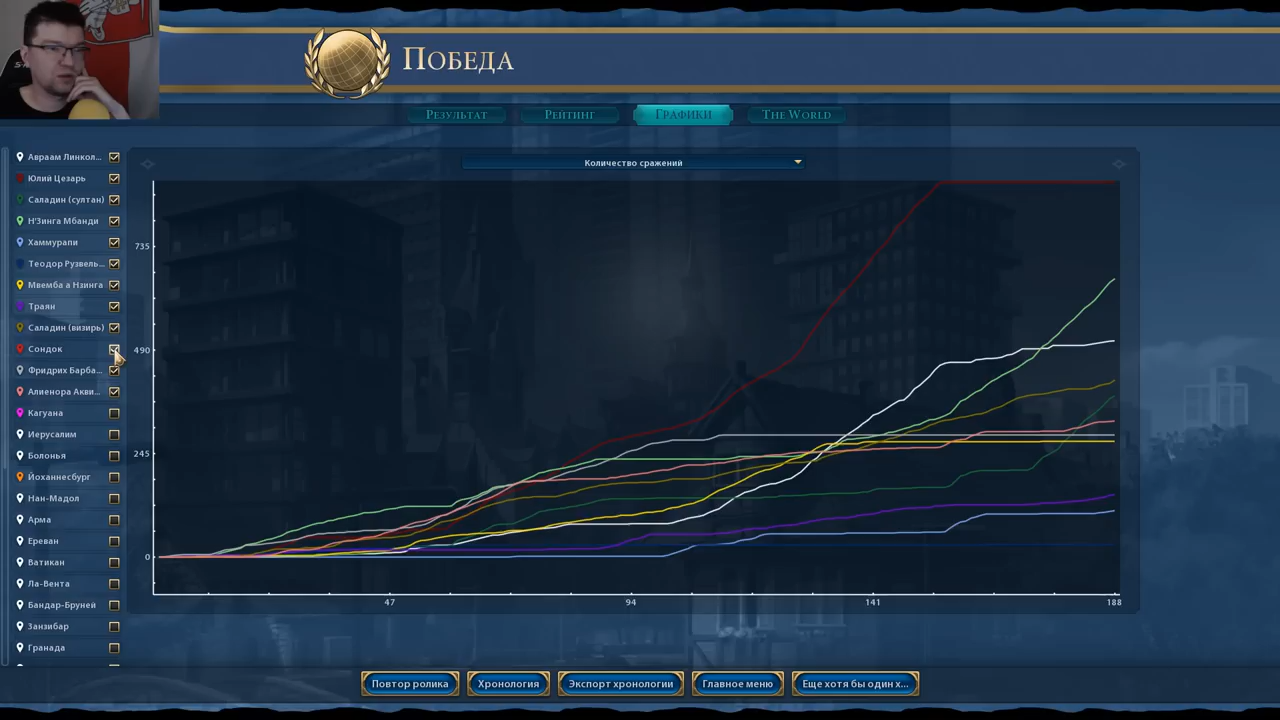 Победа
Результат
Рейтинг
Графики
The World
Количество сражений
Авраам Линкол...
Юлий Цезарь
Саладин (султан)
Н'Зинга Мбанди
Хаммурапи
Теодор Рузвель...
Мвемба а Нзинга
Траян
Саладин (визирь)
Сондок
Фридрих Барба...
Алиенора Акви...
Кагуана
Иерусалим
Болонья
Йоханнесбург
Нан-Мадол
Арма
Ереван
Ватикан
Ла-Вента
Бандар-Бруней
Занзибар
Гранада
735
490
245
0
47
94
141
188
Повтор ролика
Хронология
Экспорт хронологии
Главное меню
Еще хотя бы один х...